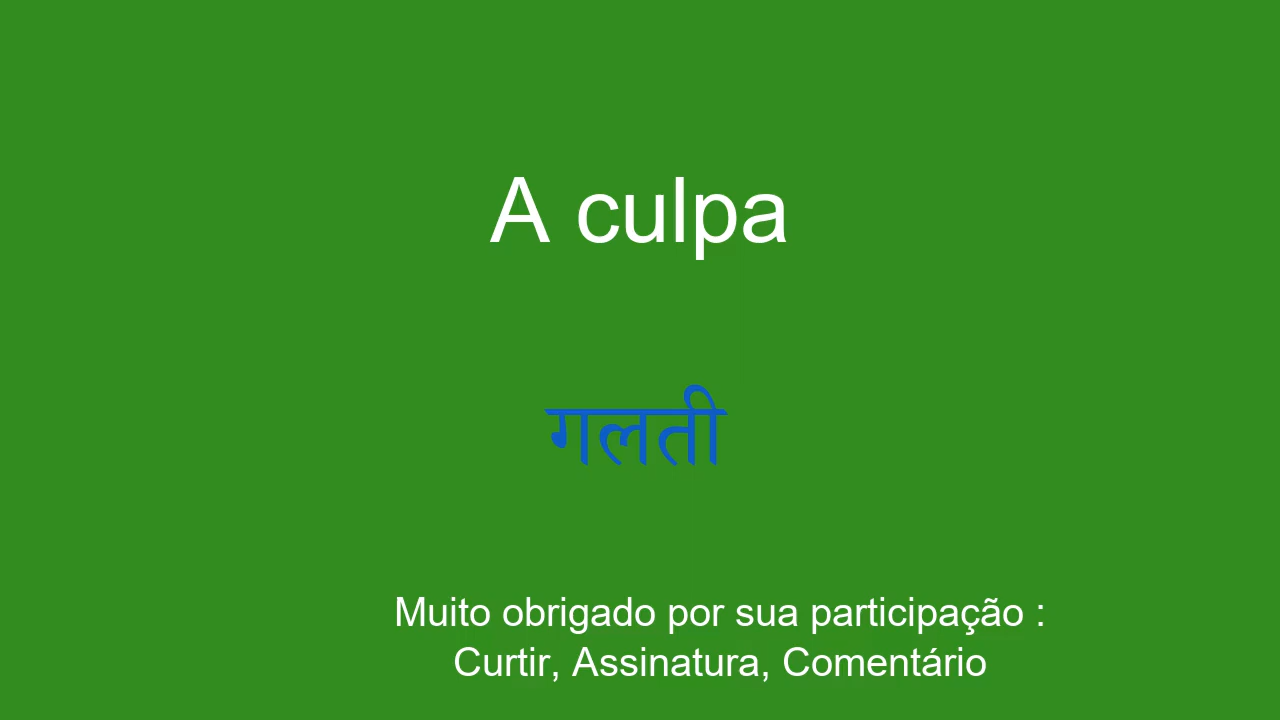 A culpa
गलती
Muito obrigado por sua participação :
Curtir, Assinatura, Comentário